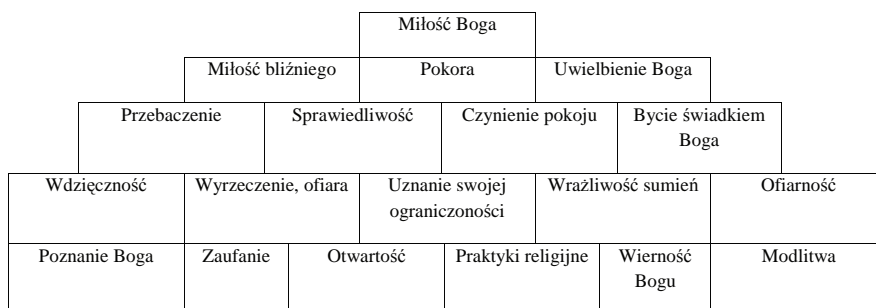 Miłość Boga
Miłość bliźniego Pokora Uwielbienie Boga
Przebaczenie Sprawiedliwość Czynienie pokoju Bycie świadkiem
Boga
Wdzięczność Wyrzeczenie, ofiara Uznanie swojej Wrażliwość sumień Ofiarność
ograniczoności
Poznanie Boga Zaufanie Otwartość Praktyki religijne Wierność Modlitwa
Bogu